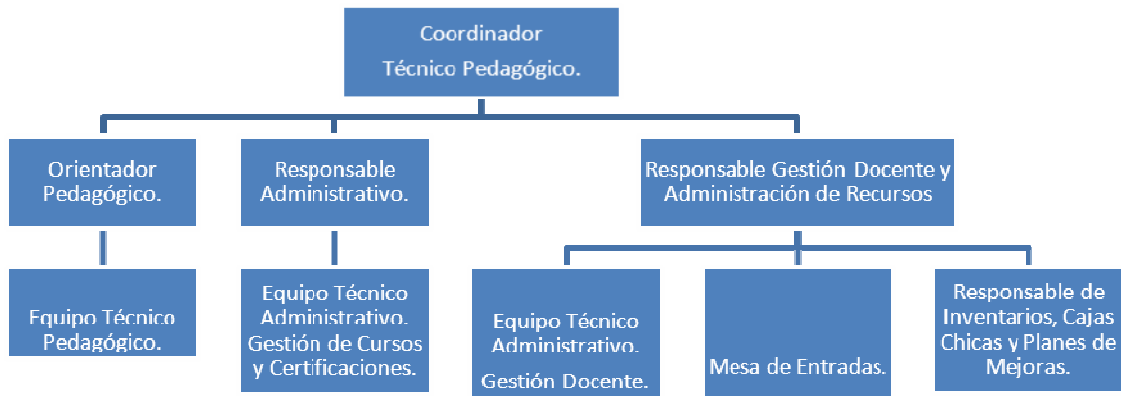 Coordinador
Técnico Pedagógico.
Orientador
Pedagógico.
Responsable
Administrativo.
Responsable Gestión Docente y
Administración de Recursos
Equipo Técnico
Pedagógico.
Equipo Técnico
Administrativo.
Gestión de Cursos
y Certificaciones.
Equipo Técnico
Administrativo.
Gestión Docente.
Mesa de Entradas.
Responsable de
Inventarios, Cajas
Chicas y Planes de
Mejoras.